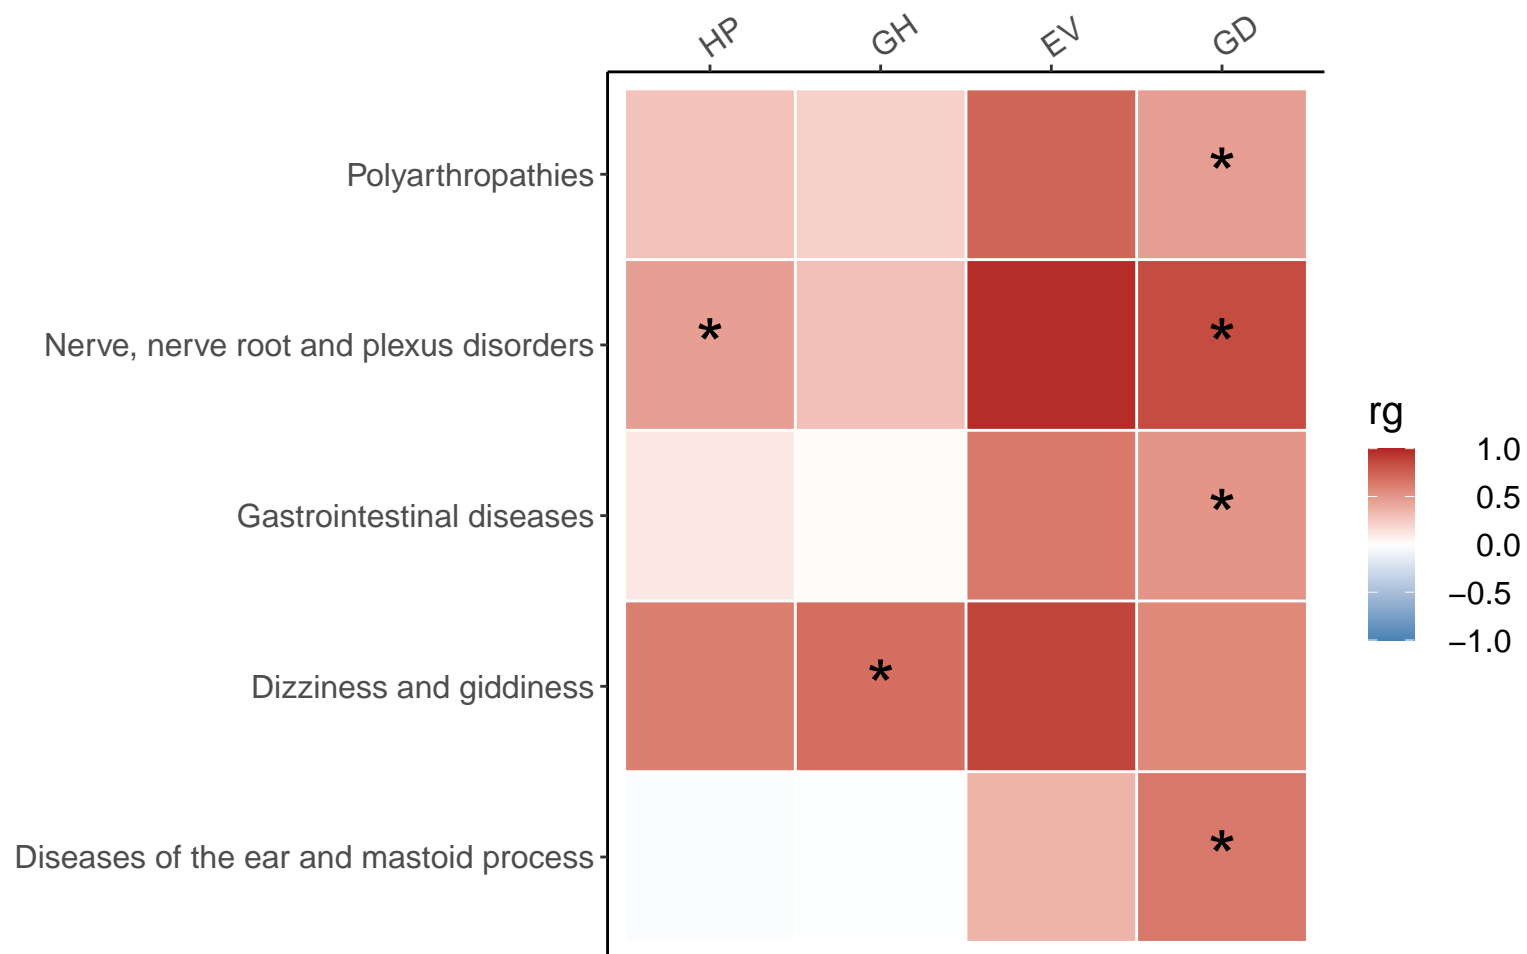 HP GH EV GD
Polyarthropathies *
Nerve, nerve root and plexus disorders * *
Gastrointestinal diseases *
Dizziness and giddiness *
Diseases of the ear and mastoid process *
rg
1.0
0.5
0.0
−0.5
−1.0